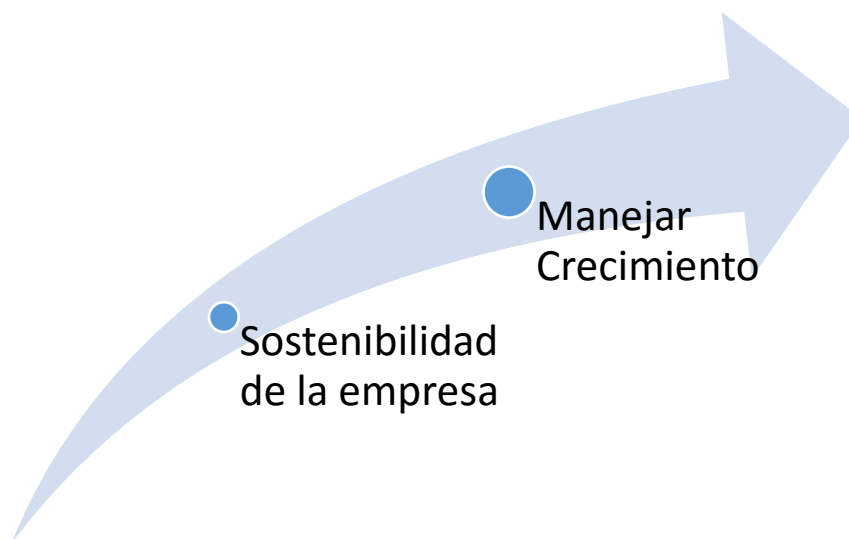 Manejar
Crecimiento
Sostenibilidad
de la empresa